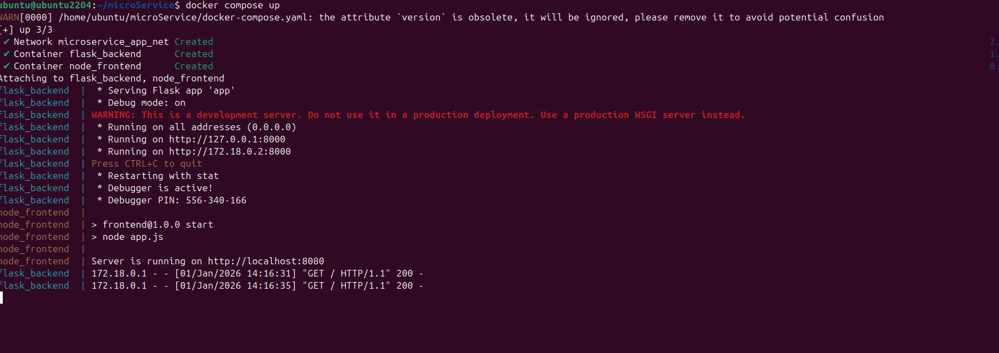 ubuntu@ubuntu2204:~/microService$ docker compose up
WARN[0000] /home/ubuntu/microService/docker-compose.yaml: the attribute `version` is obsolete, it will be ignored, please remove it to avoid potential confusion
[+] up 3/3
✔ Network microservice_app_net Created 2.
✔ Container flask_backend Created 1.
✔ Container node_frontend Created 0.
Attaching to flask_backend, node_frontend
flask_backend | * Serving Flask app 'app'
flask_backend | * Debug mode: on
flask_backend | WARNING: This is a development server. Do not use it in a production deployment. Use a production WSGI server instead.
flask_backend | * Running on all addresses (0.0.0.0)
flask_backend | * Running on http://127.0.0.1:8000
flask_backend | * Running on http://172.18.0.2:8000
flask_backend | Press CTRL+C to quit
flask_backend | * Restarting with stat
flask_backend | * Debugger is active!
flask_backend | * Debugger PIN: 556-340-166
node_frontend |
node_frontend | > frontend@1.0.0 start
node_frontend | > node app.js
node_frontend |
node_frontend | Server is running on http://localhost:8080
flask_backend | 172.18.0.1 - - [01/Jan/2026 14:16:31] "GET / HTTP/1.1" 200 -
flask_backend | 172.18.0.1 - - [01/Jan/2026 14:16:35] "GET / HTTP/1.1" 200 -